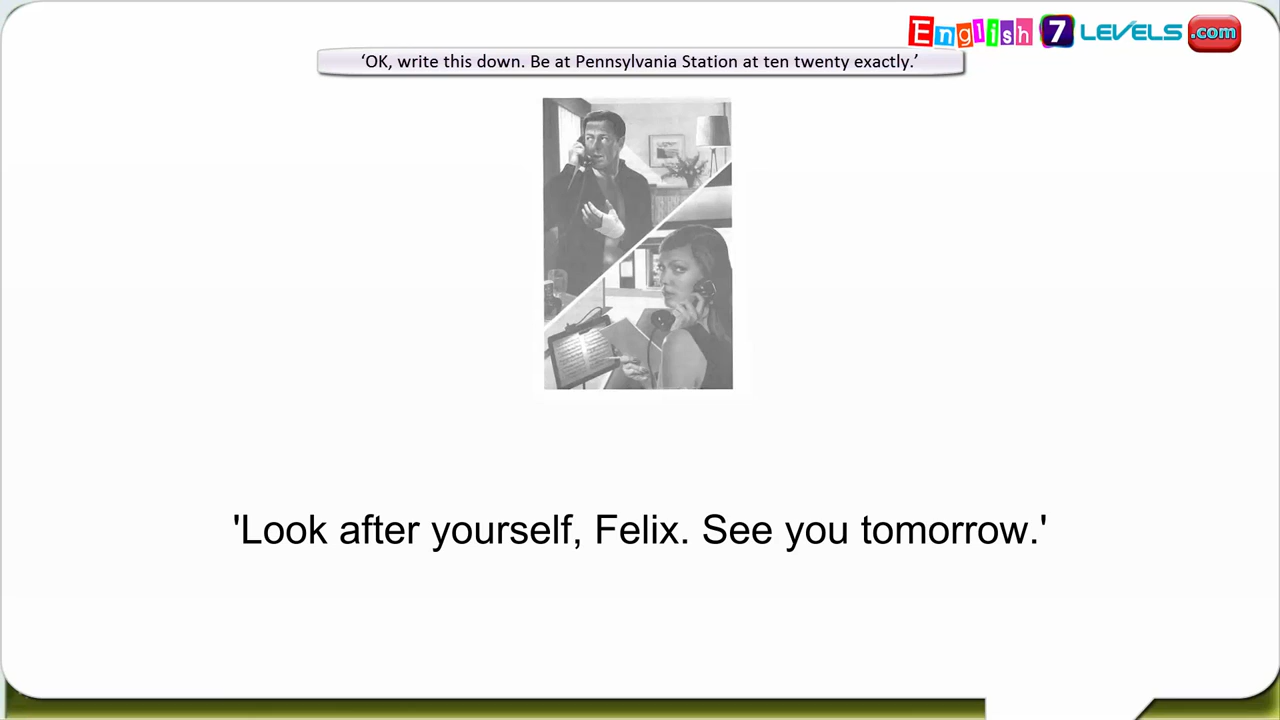 English 7 LEVELS .com
‘OK, write this down. Be at Pennsylvania Station at ten twenty exactly.’
'Look after yourself, Felix. See you tomorrow.'